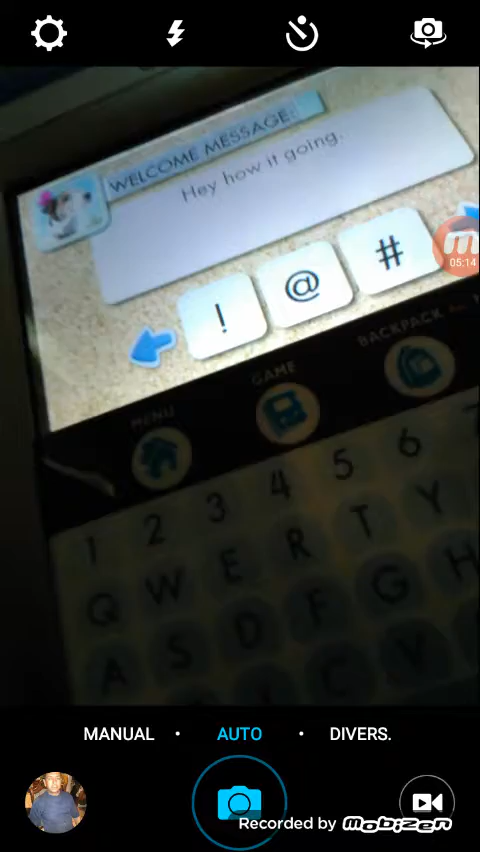 WELCOME MESSAGE:
Hey how it going.
! @ #
05:14
MENU GAME BACKPACK
1 2 3 4 5 6
Q W E R T Y
A S D F G H
C V
MANUAL • AUTO • DIVERS.
Recorded by mobizen